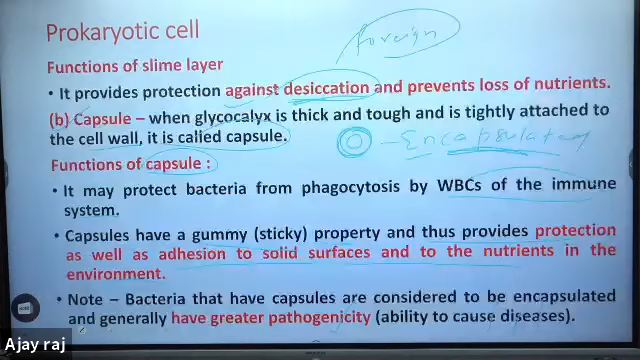 Prokaryotic cell
foreign
Functions of slime layer
• It provides protection against desiccation and prevents loss of nutrients.
(b) Capsule – when glycocalyx is thick and tough and is tightly attached to
the cell wall, it is called capsule.
- Encapsulated
Functions of capsule :
• It may protect bacteria from phagocytosis by WBCs of the immune
system.
• Capsules have a gummy (sticky) property and thus provides protection
as well as adhesion to solid surfaces and to the nutrients in the
environment.
• Note – Bacteria that have capsules are considered to be encapsulated
and generally have greater pathogenicity (ability to cause diseases).
Ajay raj